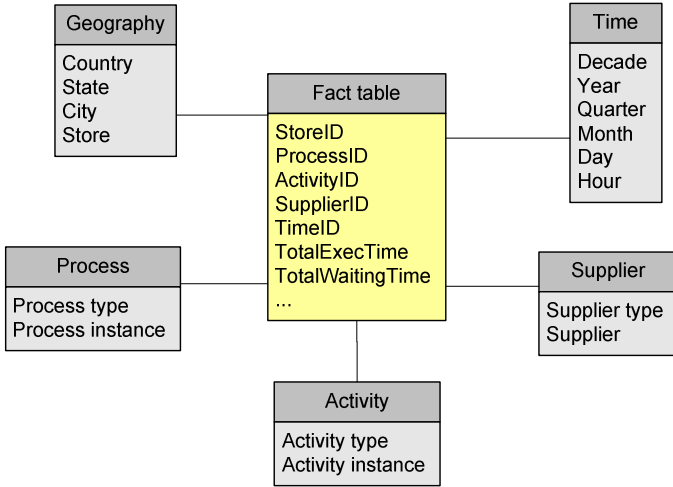 Geography
Country
State
City
Store
Fact table
StoreID
ProcessID
ActivityID
SupplierID
TimeID
TotalExecTime
TotalWaitingTime
...
Time
Decade
Year
Quarter
Month
Day
Hour
Process
Process type
Process instance
Supplier
Supplier type
Supplier
Activity
Activity type
Activity instance